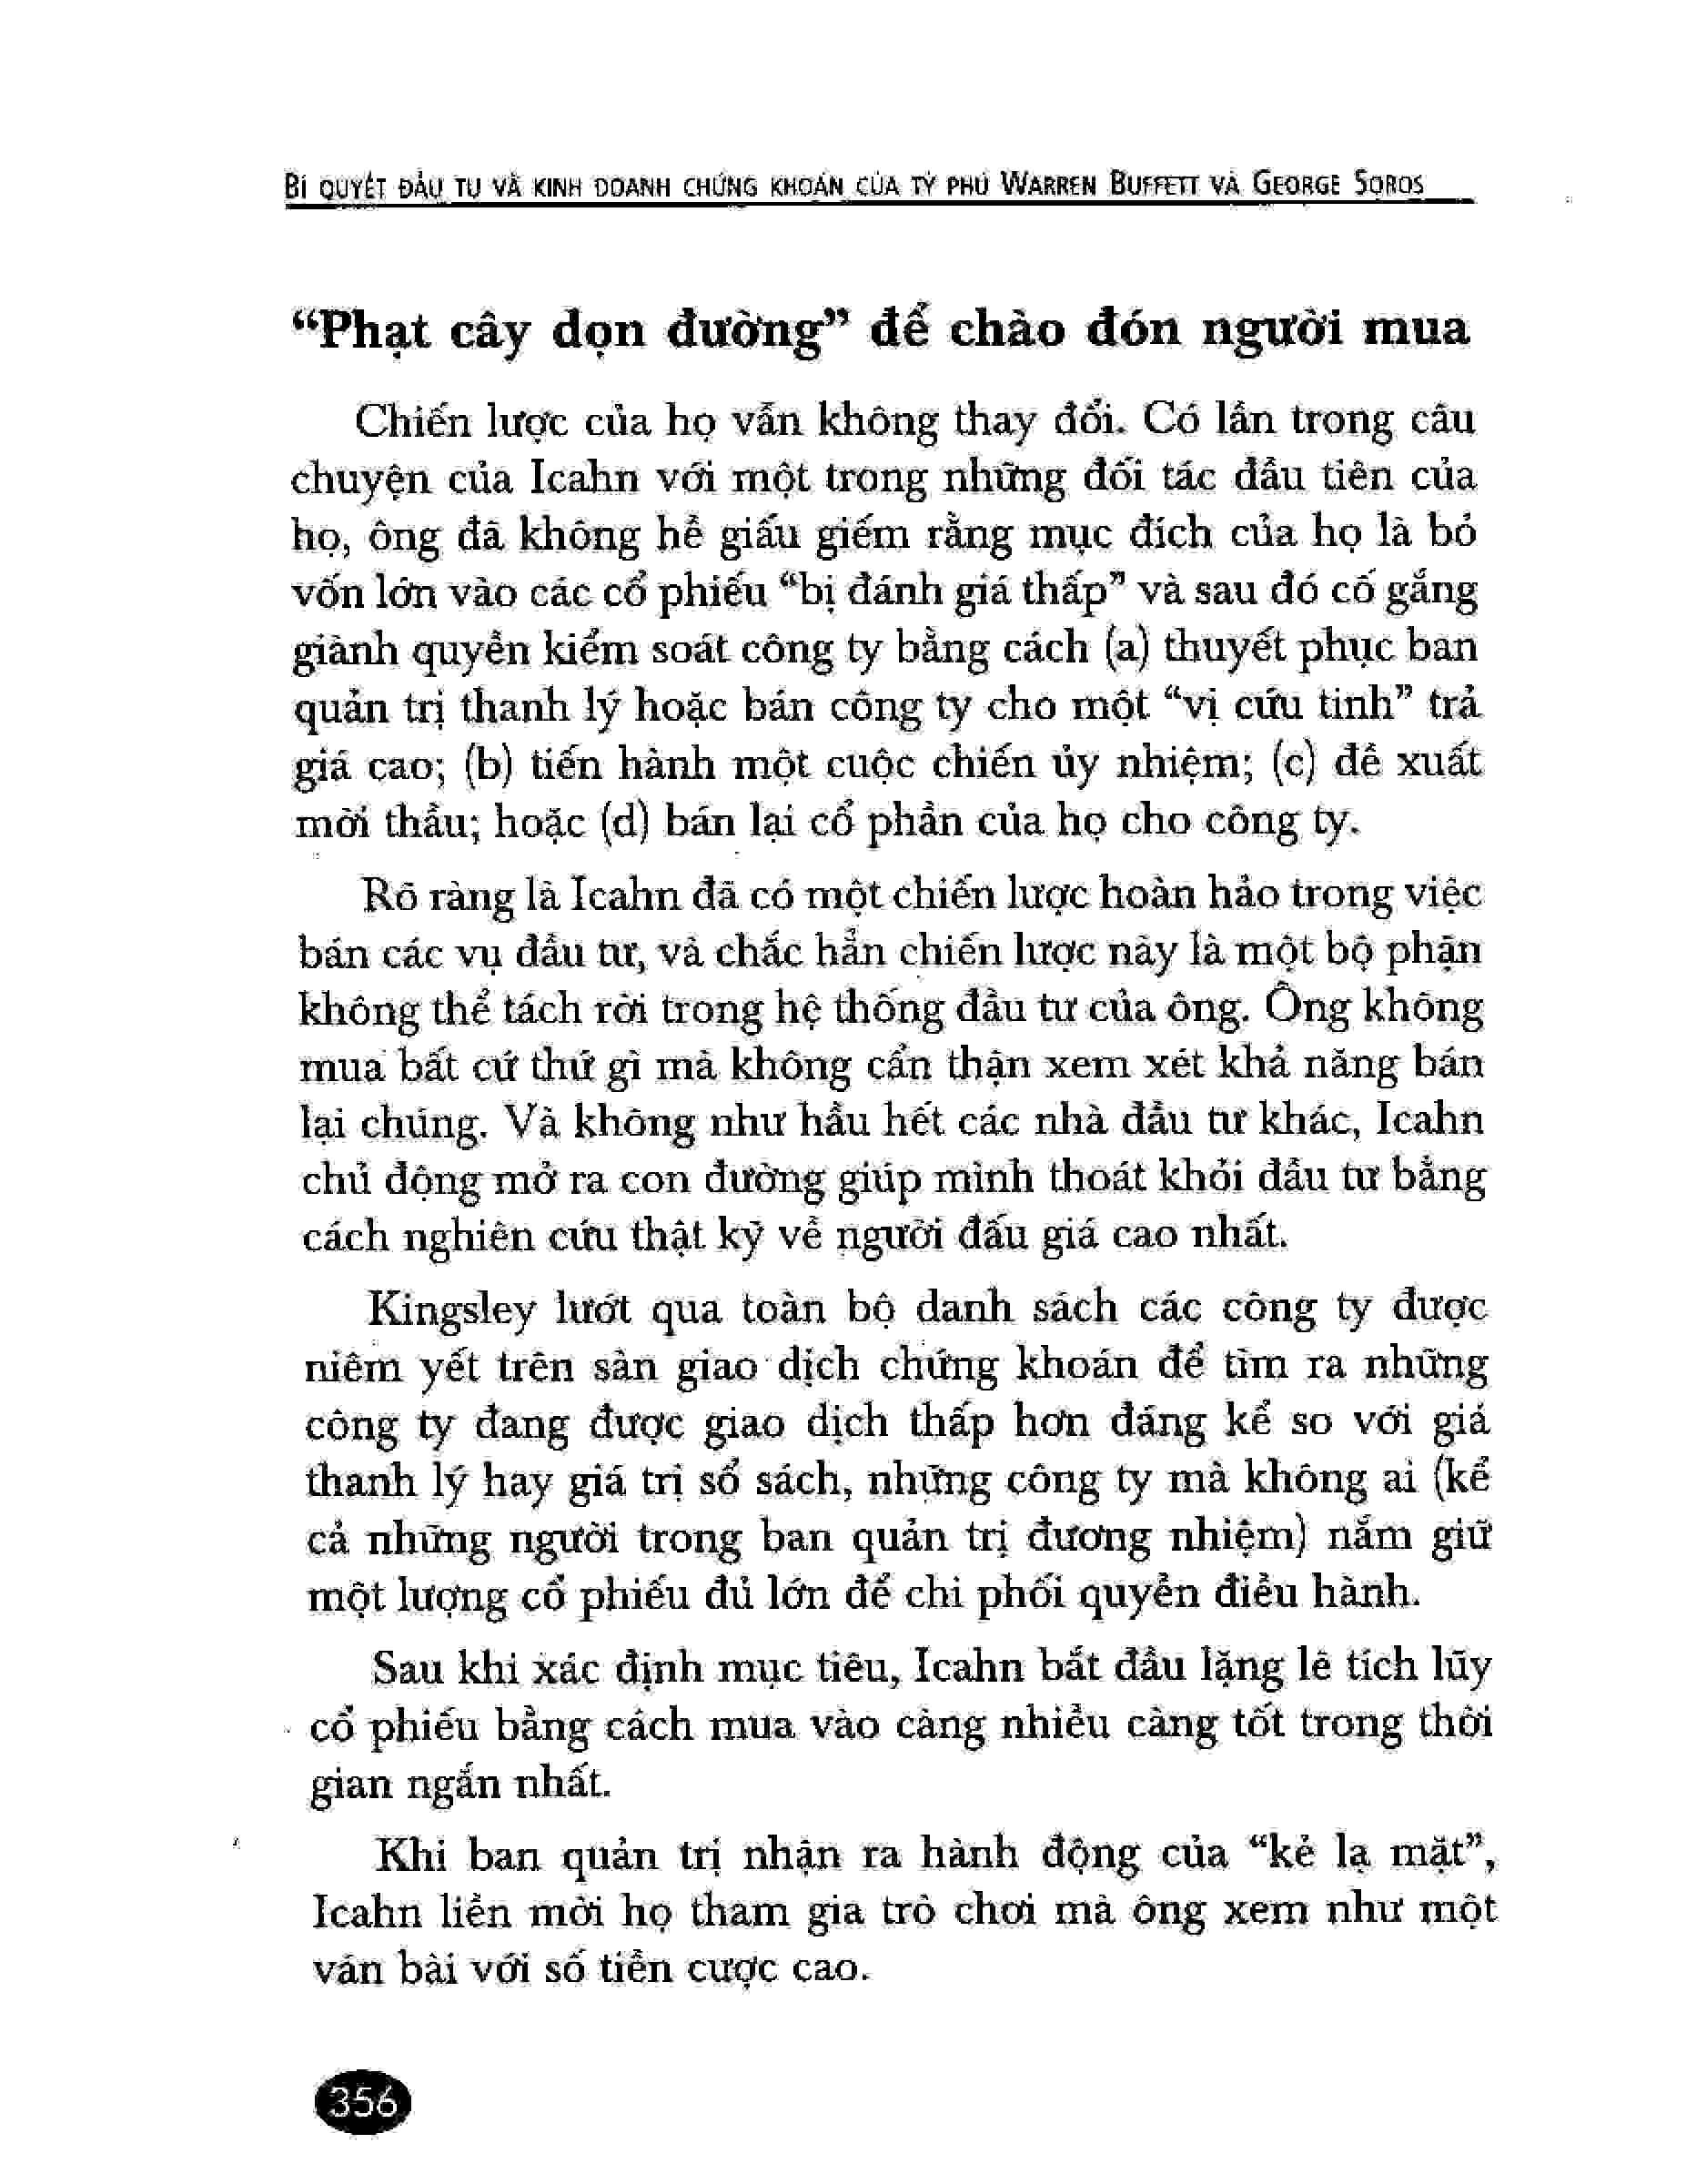 BÍ QUYẾT ĐẦU TƯ VÀ KINH DOANH CHỨNG KHOÁN CỦA TỶ PHÚ WARREN BUFFETT VÀ GEORGE SOROS
“Phạt cây dọn đường” để chào đón người mua
Chiến lược của họ vẫn không thay đổi. Có lần trong câu
chuyện của Icahn với một trong những đối tác đầu tiên của
họ, ông đã không hề giấu giếm rằng mục đích của họ là bỏ
vốn lớn vào các cổ phiếu “bị đánh giá thấp” và sau đó cố gắng
giành quyền kiểm soát công ty bằng cách (a) thuyết phục ban
quản trị thanh lý hoặc bán công ty cho một “vị cứu tinh” trả
giá cao; (b) tiến hành một cuộc chiến ủy nhiệm; (c) đề xuất
mời thầu; hoặc (d) bán lại cổ phần của họ cho công ty.
Rõ ràng là Icahn đã có một chiến lược hoàn hảo trong việc
bán các vụ đầu tư, và chắc hẳn chiến lược này là một bộ phận
không thể tách rời trong hệ thống đầu tư của ông. Ông không
mua bất cứ thứ gì mà không cẩn thận xem xét khả năng bán
lại chúng. Và không như hầu hết các nhà đầu tư khác, Icahn
chủ động mở ra con đường giúp mình thoát khỏi đầu tư bằng
cách nghiên cứu thật kỹ về người đấu giá cao nhất.
Kingsley lướt qua toàn bộ danh sách các công ty được
niêm yết trên sàn giao dịch chứng khoán để tìm ra những
công ty đang được giao dịch thấp hơn đáng kể so với giá
thanh lý hay giá trị sổ sách, những công ty mà không ai (kể
cả những người trong ban quản trị đương nhiệm) nắm giữ
một lượng cổ phiếu đủ lớn để chi phối quyền điều hành.
Sau khi xác định mục tiêu, Icahn bắt đầu lặng lẽ tích lũy
cổ phiếu bằng cách mua vào càng nhiều càng tốt trong thời
gian ngắn nhất.
Khi ban quản trị nhận ra hành động của “kẻ lạ mặt”,
Icahn liền mời họ tham gia trò chơi mà ông xem như một
ván bài với số tiền cược cao.
356